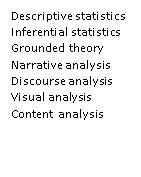 Descriptive statistics
Inferential statistics
Grounded theory
Narrative analysis
Discourse analysis
Visual analysis
Content analysis